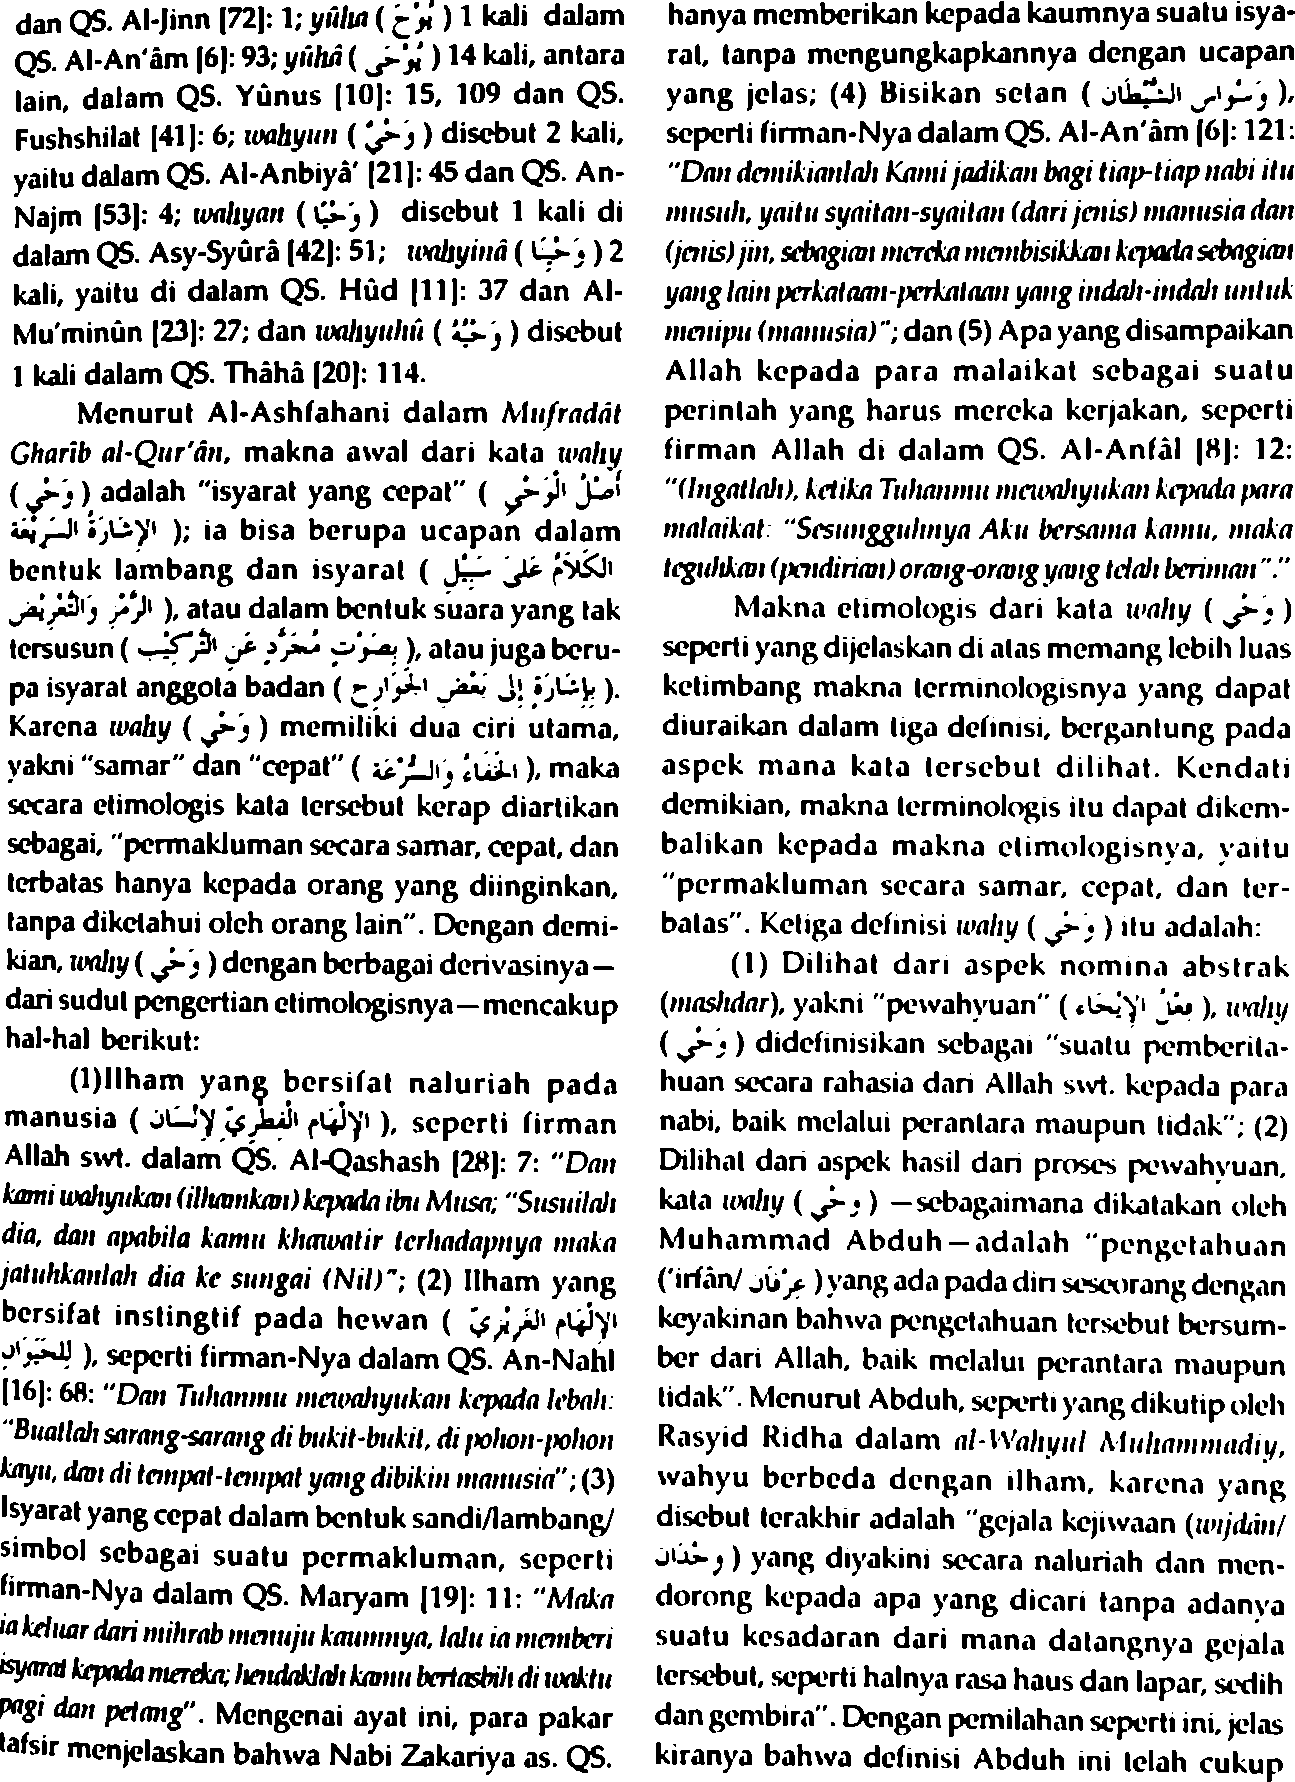 dan QS. Al-Jinn [72]: 1; yûha ( يُوْحَ ) 1 kali dalam
QS. Al-An'âm [6]: 93; yûhâ ( يُوْحَى ) 14 kali, antara
lain, dalam QS. Yûnus [10]: 15, 109 dan QS.
Fushshilat [41]: 6; wahyun ( وَحْيٌ ) disebut 2 kali,
yaitu dalam QS. Al-Anbiyâ' [21]: 45 dan QS. An-
Najm [53]: 4; wahyan ( وَحْيًا ) disebut 1 kali di
dalam QS. Asy-Syûrâ [42]: 51; wahyinâ ( وَحْيِنَا ) 2
kali, yaitu di dalam QS. Hûd [11]: 37 dan Al-
Mu'minûn [23]: 27; dan wahyuhû ( وَحْيُهُ ) disebut
1 kali dalam QS. Thâhâ [20]: 114.
Menurut Al-Ashfahani dalam Mufradât
Gharîb al-Qur'ân, makna awal dari kata wahy
( وَحْي ) adalah "isyarat yang cepat" ( أَصْلُ الْوَحْيِ
الإِشَارَةُ السَّرِيْعَة ); ia bisa berupa ucapan dalam
bentuk lambang dan isyarat ( الكَلَامُ عَلَى سَبِيْلِ
الرَّمْزِ وَالتَّعْرِيْضِ ), atau dalam bentuk suara yang tak
tersusun ( بِصَوْتٍ مُجَرَّدٍ عَنِ التَّرْكِيْبِ ), atau juga beru-
pa isyarat anggota badan ( بِإِشَارَةٍ إِلَى بَعْضِ الْجَوَارِحِ ).
Karena wahy ( وَحْي ) memiliki dua ciri utama,
yakni "samar" dan "cepat" ( الْخَفَاءُ وَالسُّرْعَة ), maka
secara etimologis kata tersebut kerap diartikan
sebagai, "permakluman secara samar, cepat, dan
terbatas hanya kepada orang yang diinginkan,
tanpa diketahui oleh orang lain". Dengan demi-
kian, wahy ( وَحْي ) dengan berbagai derivasinya—
dari sudut pengertian etimologisnya—mencakup
hal-hal berikut:
(1)Ilham yang bersifat naluriah pada
manusia ( الإِلْهَام الْفِطْرِيّ لِإِنْسَان ), seperti firman
Allah swt. dalam QS. Al-Qashash [28]: 7: "Dan
kami wahyukan (ilhamkan) kepada ibu Musa; "Susuilah
dia, dan apabila kamu khawatir terhadapnya maka
jatuhkanlah dia ke sungai (Nil)"; (2) Ilham yang
bersifat instingtif pada hewan ( الإِلْهَام الْغَرِيْزِيّ
لِلْحَيَوَان ), seperti firman-Nya dalam QS. An-Nahl
[16]: 68: "Dan Tuhanmu mewahyukan kepada lebah:
"Buatlah sarang-sarang di bukit-bukit, di pohon-pohon
kayu, dan di tempat-tempat yang dibikin manusia"; (3)
Isyarat yang cepat dalam bentuk sandi/lambang/
simbol sebagai suatu permakluman, seperti
firman-Nya dalam QS. Maryam [19]: 11: "Maka
ia keluar dari mihrab menuju kaumnya, lalu ia memberi
isyarat kepada mereka; hendaklah kamu bertasbih di waktu
pagi dan petang". Mengenai ayat ini, para pakar
tafsir menjelaskan bahwa Nabi Zakariya as. QS.
hanya memberikan kepada kaumnya suatu isya-
rat, tanpa mengungkapkannya dengan ucapan
yang jelas; (4) Bisikan setan ( وَسْوَاس الشَّيْطَان ),
seperti firman-Nya dalam QS. Al-An'âm [6]: 121:
"Dan demikianlah Kami jadikan bagi tiap-tiap nabi itu
musuh, yaitu syaitan-syaitan (dari jenis) manusia dan
(jenis) jin, sebagian mereka membisikkan kepada sebagian
yang lain perkataan-perkataan yang indah-indah untuk
menipu (manusia)"; dan (5) Apa yang disampaikan
Allah kepada para malaikat sebagai suatu
perintah yang harus mereka kerjakan, seperti
firman Allah di dalam QS. Al-Anfâl [8]: 12:
"(Ingatlah), ketika Tuhanmu mewahyukan kepada para
malaikat: "Sesungguhnya Aku bersama kamu, maka
teguhkan (pendirian) orang-orang yang telah beriman"."
Makna etimologis dari kata wahy ( وَحْي )
seperti yang dijelaskan di atas memang lebih luas
ketimbang makna terminologisnya yang dapat
diuraikan dalam tiga definisi, bergantung pada
aspek mana kata tersebut dilihat. Kendati
demikian, makna terminologis itu dapat dikem-
balikan kepada makna etimologisnya, yaitu
"permakluman secara samar, cepat, dan ter-
batas". Ketiga definisi wahy ( وَحْي ) itu adalah:
(1) Dilihat dari aspek nomina abstrak
(mashdar), yakni "pewahyuan" ( فِعْلُ الإِيْحَاء ), wahy
( وَحْي ) didefinisikan sebagai "suatu pemberita-
huan secara rahasia dari Allah swt. kepada para
nabi, baik melalui perantara maupun tidak"; (2)
Dilihat dari aspek hasil dari proses pewahyuan,
kata wahy ( وَحْي ) —sebagaimana dikatakan oleh
Muhammad Abduh—adalah "pengetahuan
('irfân/ عِرْفَان ) yang ada pada diri seseorang dengan
keyakinan bahwa pengetahuan tersebut bersum-
ber dari Allah, baik melalui perantara maupun
tidak". Menurut Abduh, seperti yang dikutip oleh
Rasyid Ridha dalam al-Wahyul Muhammadiy,
wahyu berbeda dengan ilham, karena yang
disebut terakhir adalah "gejala kejiwaan (wijdân/
وِجْدَان ) yang diyakini secara naluriah dan men-
dorong kepada apa yang dicari tanpa adanya
suatu kesadaran dari mana datangnya gejala
tersebut, seperti halnya rasa haus dan lapar, sedih
dan gembira". Dengan pemilahan seperti ini, jelas
kiranya bahwa definisi Abduh ini telah cukup